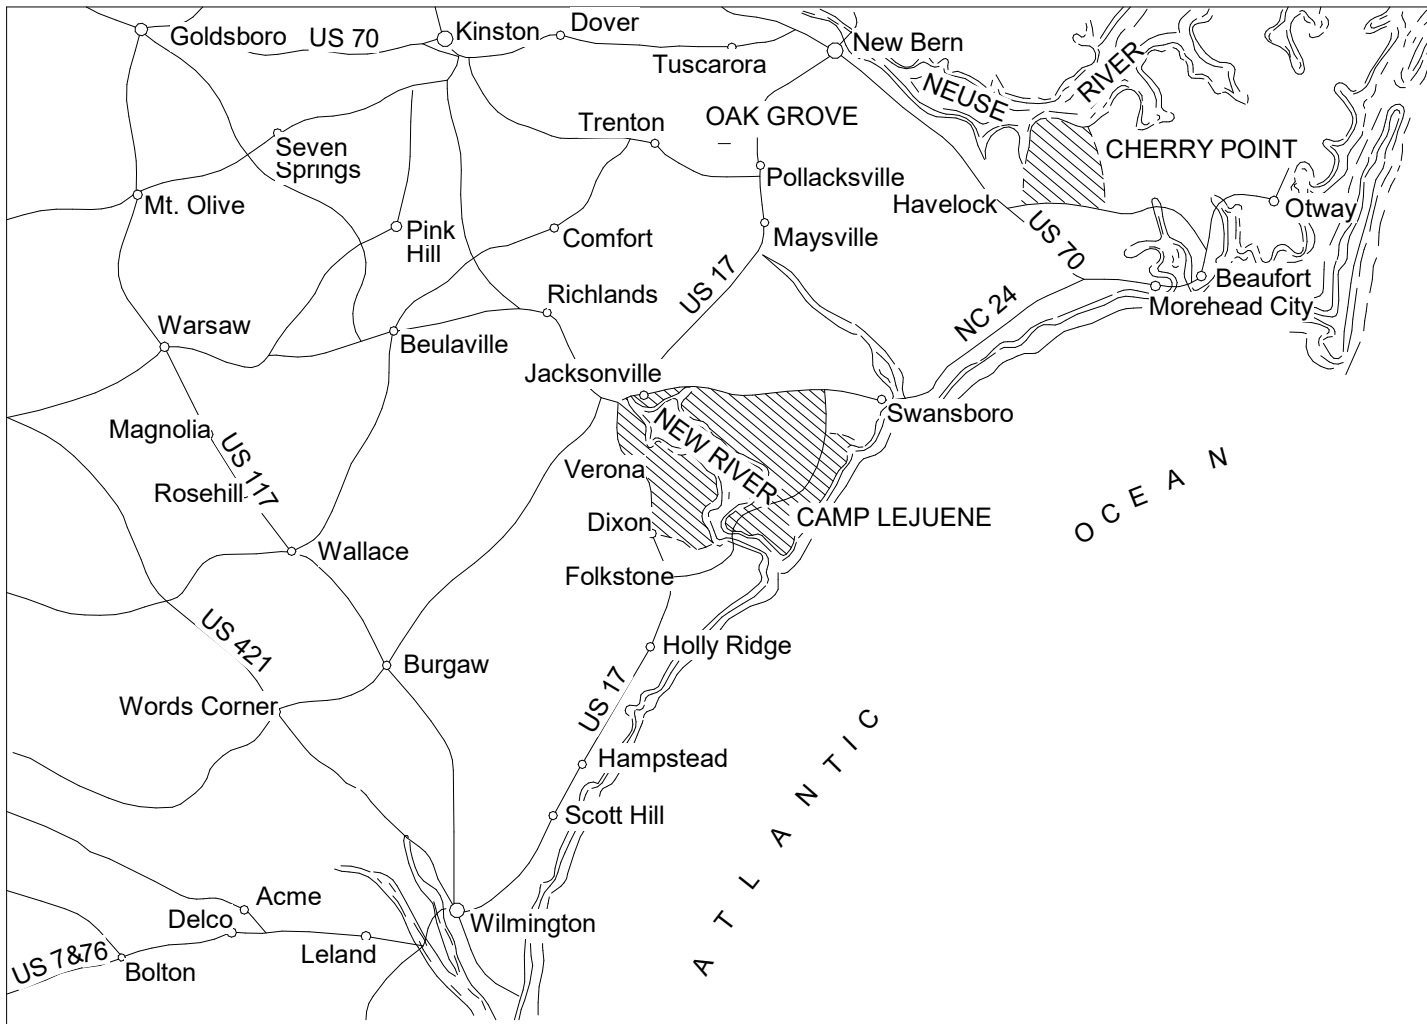 Goldsboro
US 70
Kinston
Dover
Tuscarora
New Bern
NEUSE
RIVER
Seven
Springs
Trenton
OAK GROVE
CHERRY POINT
Mt. Olive
Pink
Hill
Comfort
Pollacksville
Havelock
Otway
Maysville
US 70
Richlands
US 17
NC 24
Beaufort
Morehead City
Warsaw
Beulaville
Jacksonville
Swansboro
Magnolia
US 117
NEW RIVER
Verona
Rosehill
Dixon
CAMP LEJUENE
OCEAN
Wallace
Folkstone
US 421
Burgaw
Holly Ridge
Words Corner
US 17
Hampstead
Scott Hill
ATLANTIC
Acme
Delco
Wilmington
Leland
US 7&76
Bolton